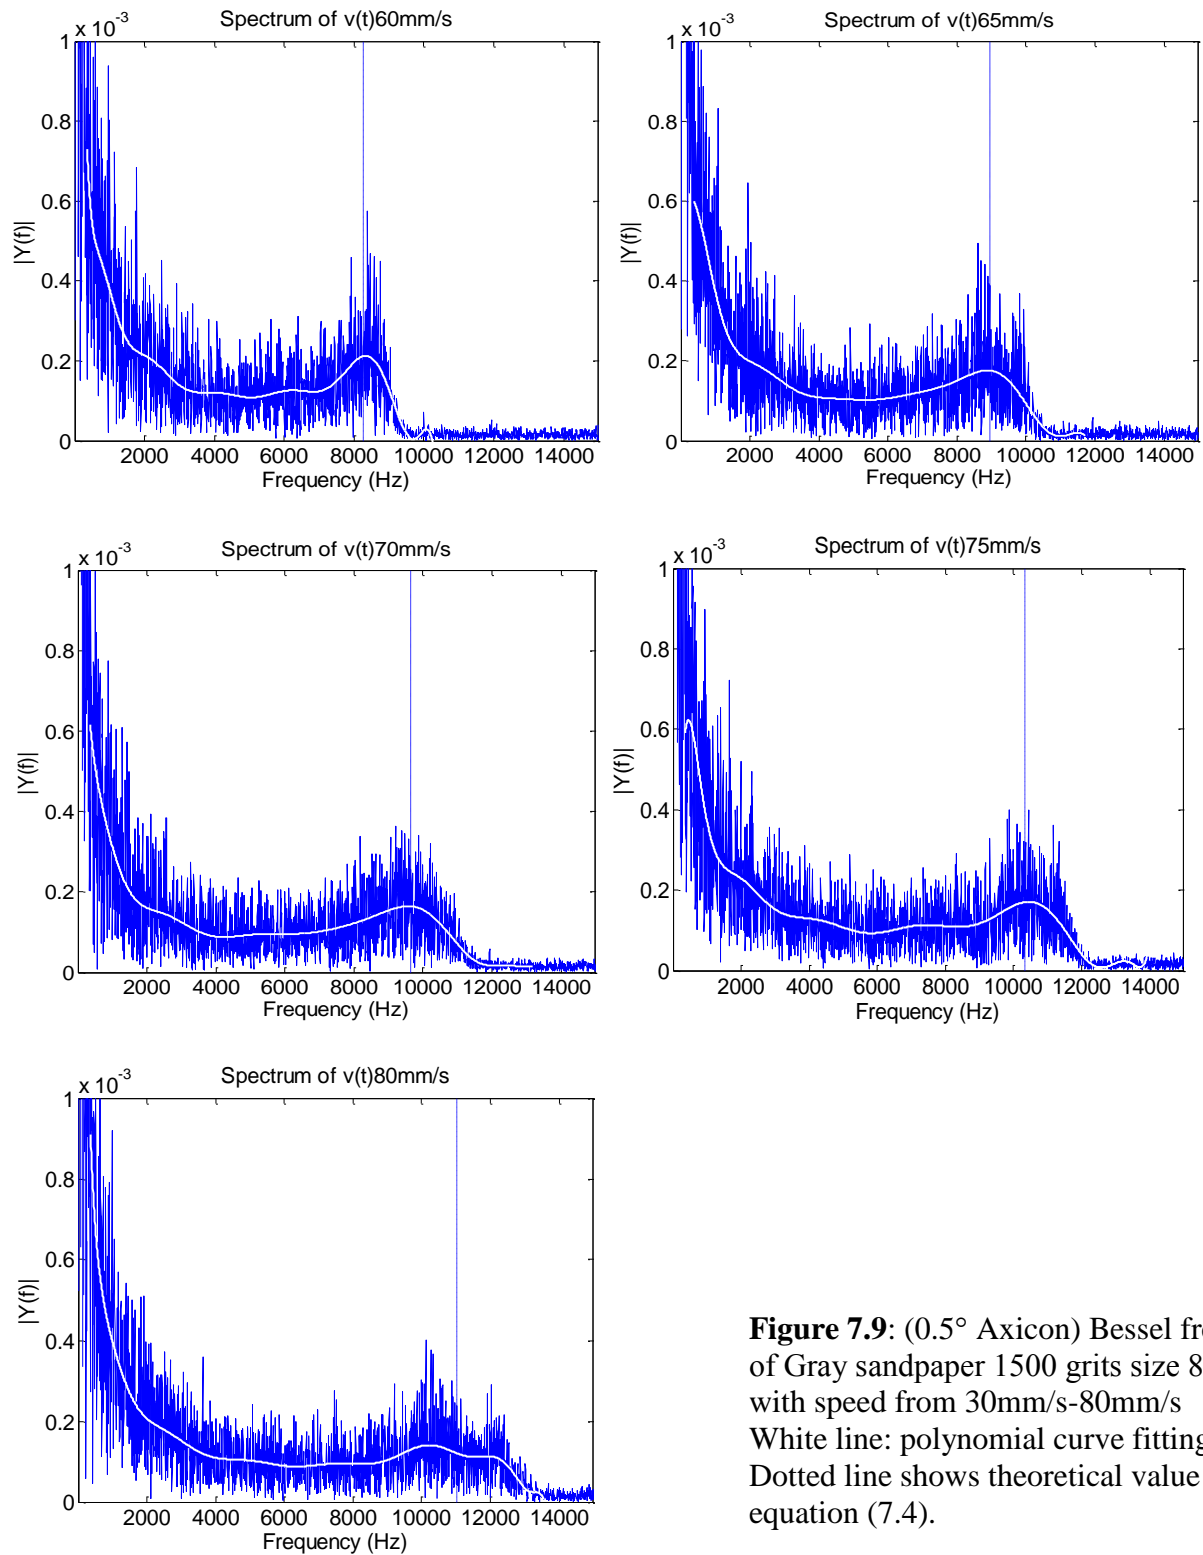 Spectrum of v(t)60mm/s
x 10-3
1
0.8
0.6
0.4
0.2
0
|Y(f)|
2000 4000 6000 8000 10000 12000 14000
Frequency (Hz)
Spectrum of v(t)65mm/s
x 10-3
1
0.8
0.6
0.4
0.2
0
|Y(f)|
2000 4000 6000 8000 10000 12000 14000
Frequency (Hz)
Spectrum of v(t)70mm/s
x 10-3
1
0.8
0.6
0.4
0.2
0
|Y(f)|
2000 4000 6000 8000 10000 12000 14000
Frequency (Hz)
Spectrum of v(t)75mm/s
x 10-3
1
0.8
0.6
0.4
0.2
0
|Y(f)|
2000 4000 6000 8000 10000 12000 14000
Frequency (Hz)
Spectrum of v(t)80mm/s
x 10-3
1
0.8
0.6
0.4
0.2
0
|Y(f)|
2000 4000 6000 8000 10000 12000 14000
Frequency (Hz)
Figure 7.9: (0.5° Axicon) Bessel
of Gray sandpaper 1500 grits size
with speed from 30mm/s-80mm/s
White line: polynomial curve fitting
Dotted line shows theoretical value
equation (7.4).